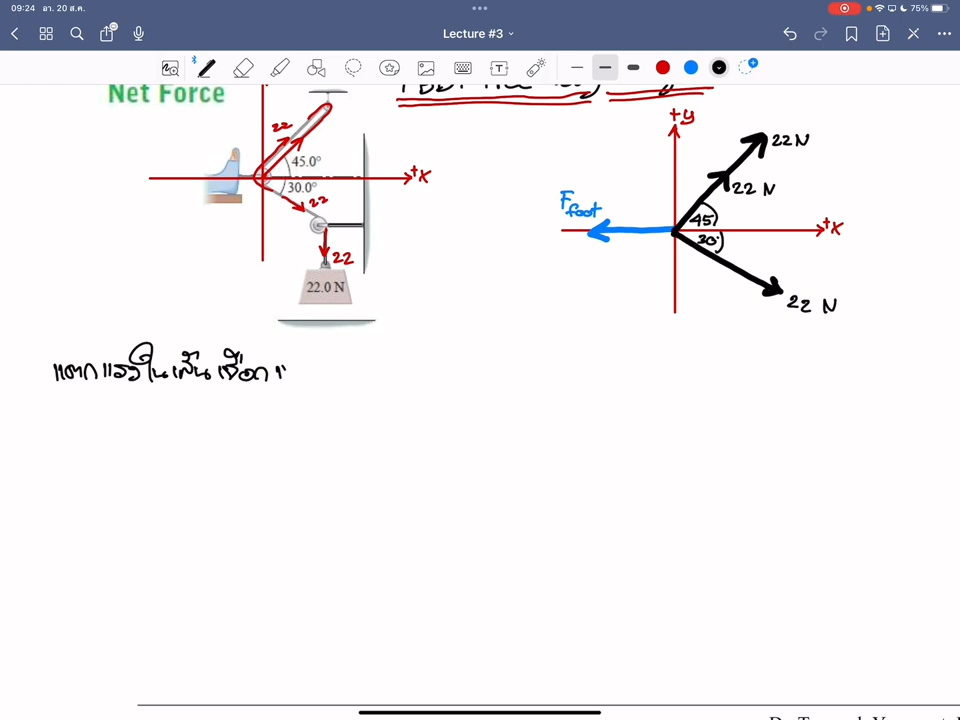 09:24 อา. 20 ส.ค.
75%
Lecture #3
Net Force
FBD
+y
22 N
22
45.0°
+x
22 N
F foot
45°
30.0°
22
30°
+x
22
22.0 N
22 N
แตกแรงในเส้นเชือก